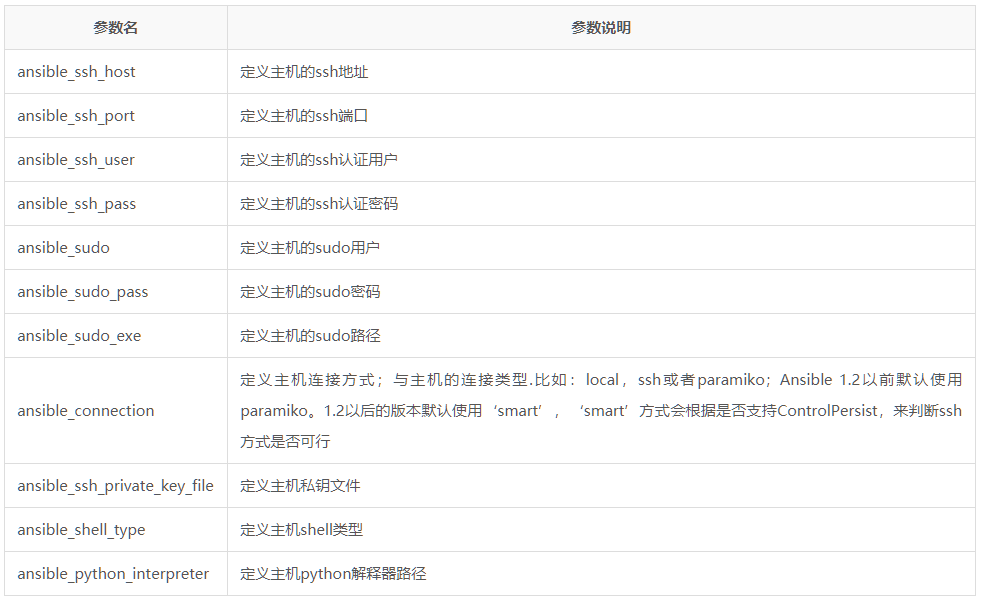 参数名 参数说明
ansible_ssh_host 定义主机的ssh地址
ansible_ssh_port 定义主机的ssh端口
ansible_ssh_user 定义主机的ssh认证用户
ansible_ssh_pass 定义主机的ssh认证密码
ansible_sudo 定义主机的sudo用户
ansible_sudo_pass 定义主机的sudo密码
ansible_sudo_exe 定义主机的sudo路径
ansible_connection
定义主机连接方式；与主机的连接类型.比如：local，ssh或者paramiko；Ansible 1.2以前默认使用
paramiko。1.2以后的版本默认使用‘smart’，‘smart’方式会根据是否支持ControlPersist，来判断ssh
方式是否可行
ansible_ssh_private_key_file 定义主机私钥文件
ansible_shell_type 定义主机shell类型
ansible_python_interpreter 定义主机python解释器路径